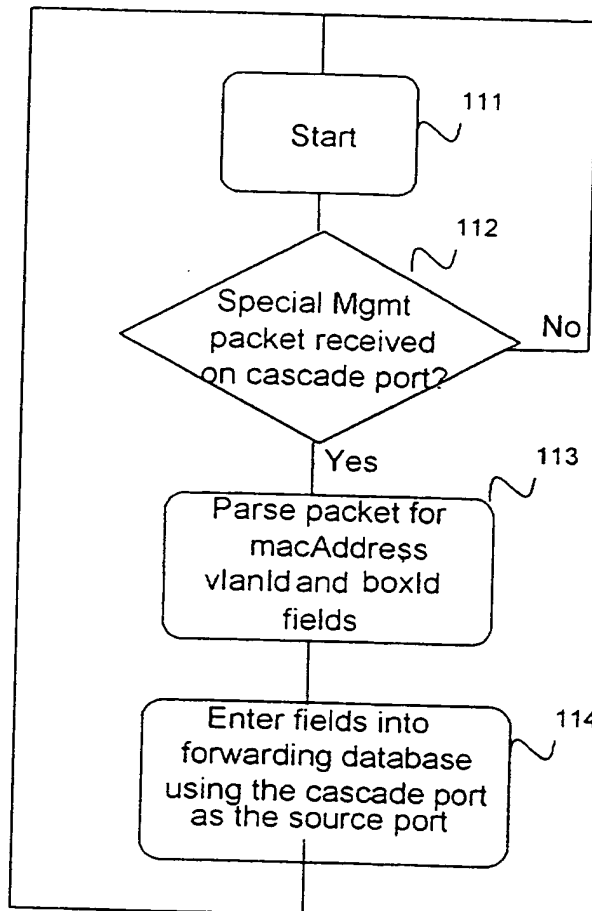 Start
111
112
Special Mgmt
packet received
on cascade port?
No
Yes
113
Parse packet for
macAddress
vlanId and boxId
fields
Enter fields into
forwarding database
using the cascade port
as the source port
114